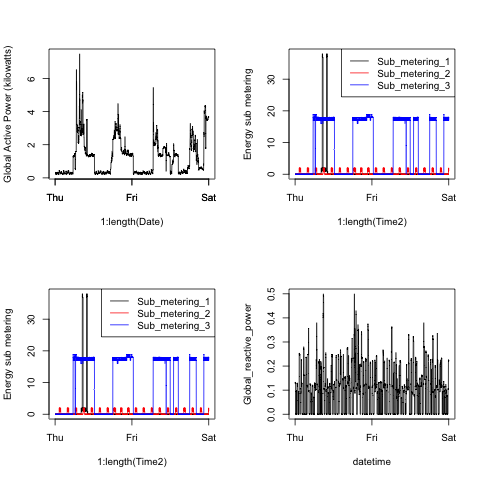 Global Active Power (kilowatts)
6
4
2
0
Thu Fri Sat
1:length(Date)
Energy sub metering
30
20
10
0
Sub_metering_1
Sub_metering_2
Sub_metering_3
Thu Fri Sat
1:length(Time2)
Energy sub metering
30
20
10
0
Sub_metering_1
Sub_metering_2
Sub_metering_3
Thu Fri Sat
1:length(Time2)
Global_reactive_power
0.5
0.4
0.3
0.2
0.1
0.0
Thu Fri Sat
datetime